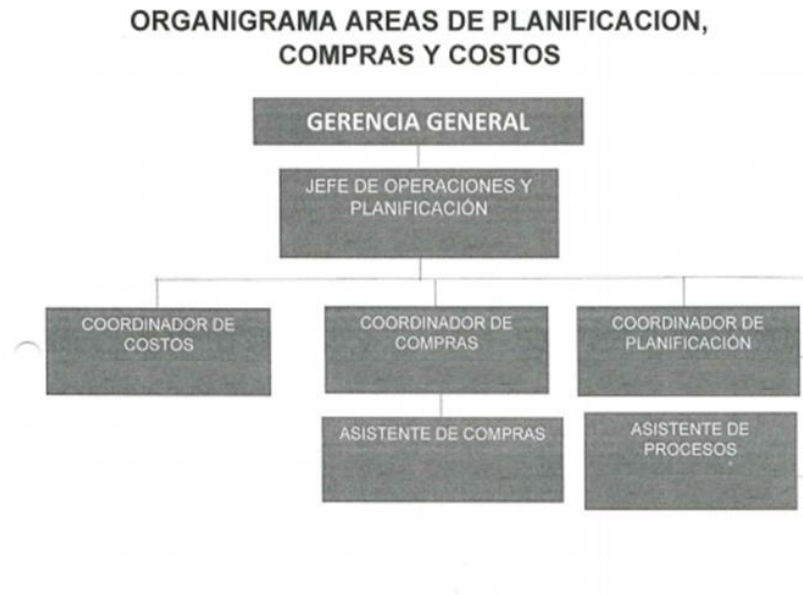 ORGANIGRAMA AREAS DE PLANIFICACION,
COMPRAS Y COSTOS
GERENCIA GENERAL
JEFE DE OPERACIONES Y
PLANIFICACIÓN
COORDINADOR DE
COSTOS
COORDINADOR DE
COMPRAS
COORDINADOR DE
PLANIFICACIÓN
ASISTENTE DE COMPRAS
ASISTENTE DE
PROCESOS